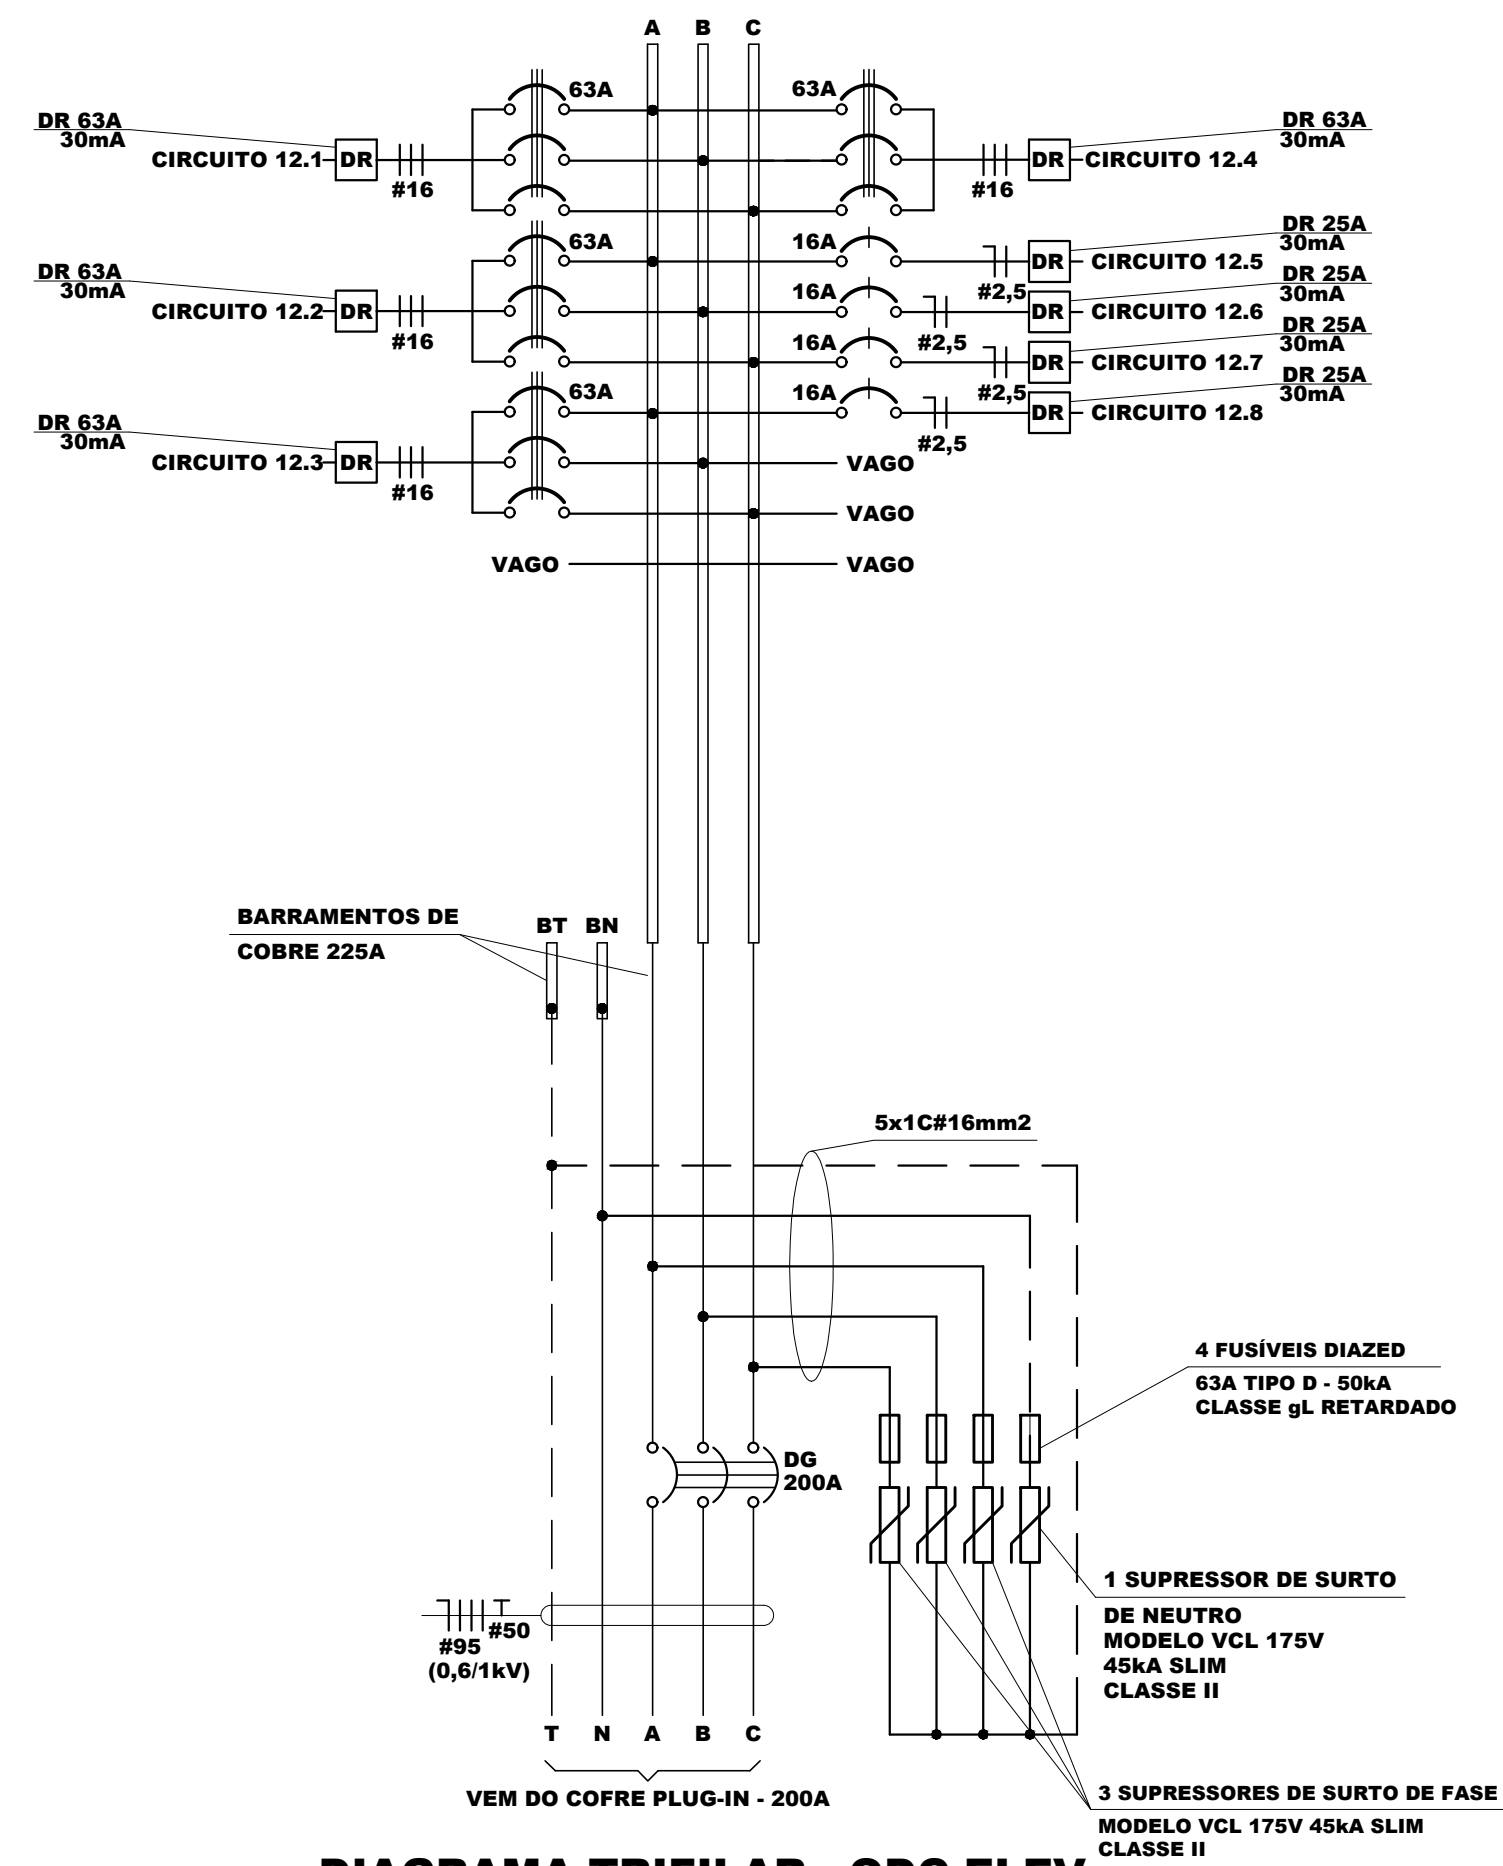 A B C
63A
63A
DR 63A
30mA
CIRCUITO 12.1
DR
#16
DR 63A
30mA
#16
DR
CIRCUITO 12.4
DR 63A
30mA
CIRCUITO 12.2
DR
#16
63A
16A
#2,5
DR
CIRCUITO 12.5
DR 25A
30mA
16A
#2,5
DR
CIRCUITO 12.6
DR 25A
30mA
16A
#2,5
DR
CIRCUITO 12.7
DR 25A
30mA
DR 63A
30mA
CIRCUITO 12.3
DR
#16
63A
16A
#2,5
DR
CIRCUITO 12.8
DR 25A
30mA
VAGO
VAGO
VAGO
VAGO
BARRAMENTOS DE
COBRE 225A
BT BN
5x1C#16mm2
4 FUSÍVEIS DIAZED
63A TIPO D - 50kA
CLASSE gL RETARDADO
DG
200A
1 SUPRESSOR DE SURTO
DE NEUTRO
MODELO VCL 175V
45kA SLIM
CLASSE II
#95
#50
(0,6/1kV)
T N A B C
VEM DO COFRE PLUG-IN - 200A
3 SUPRESSORES DE SURTO DE FASE
MODELO VCL 175V 45kA SLIM
CLASSE II
DIAGRAMA TRIFILAR -